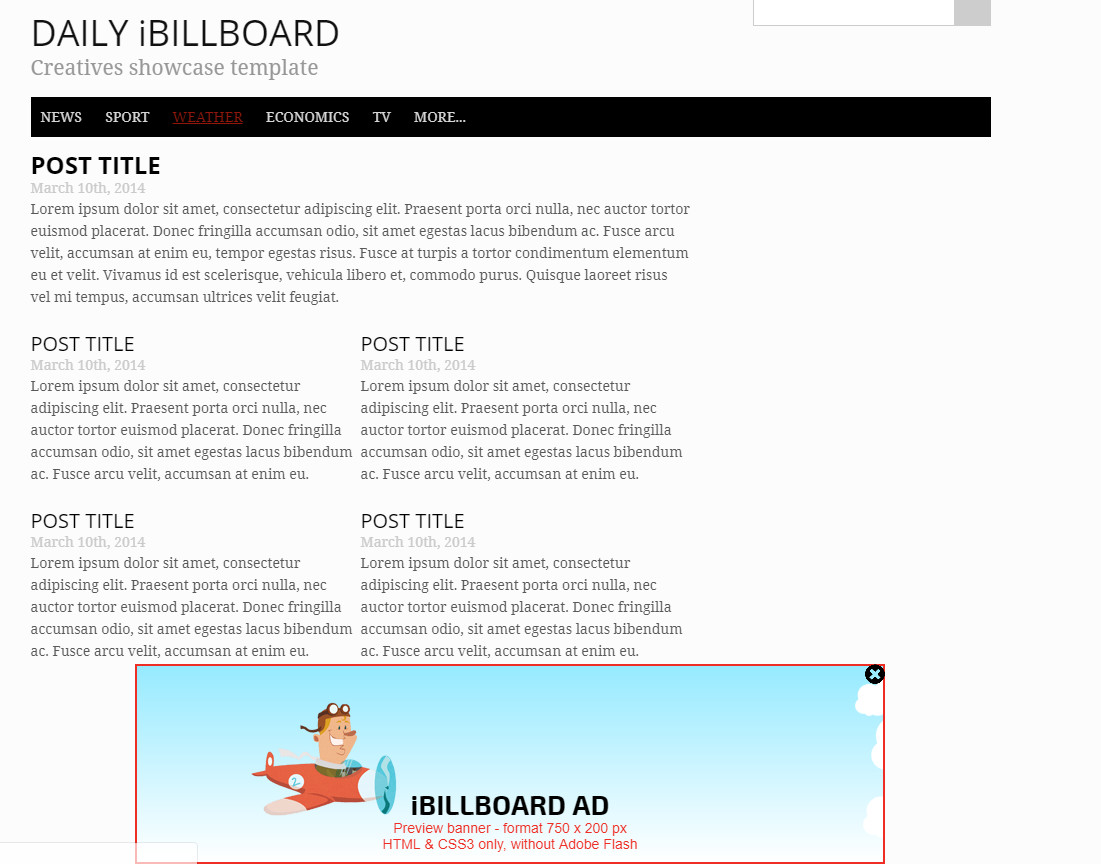 DAILY iBILLBOARD
Creatives showcase template
NEWS SPORT WEATHER ECONOMICS TV MORE...
POST TITLE
March 10th, 2014
Lorem ipsum dolor sit amet, consectetur adipiscing elit. Praesent porta orci nulla, nec auctor tortor
euismod placerat. Donec fringilla accumsan odio, sit amet egestas lacus bibendum ac. Fusce arcu
velit, accumsan at enim eu, tempor egestas risus. Fusce at turpis a tortor condimentum elementum
eu et velit. Vivamus id est scelerisque, vehicula libero et, commodo purus. Quisque laoreet risus
vel mi tempus, accumsan ultrices velit feugiat.
POST TITLE
March 10th, 2014
Lorem ipsum dolor sit amet, consectetur
adipiscing elit. Praesent porta orci nulla, nec
auctor tortor euismod placerat. Donec fringilla
accumsan odio, sit amet egestas lacus bibendum
ac. Fusce arcu velit, accumsan at enim eu.
POST TITLE
March 10th, 2014
Lorem ipsum dolor sit amet, consectetur
adipiscing elit. Praesent porta orci nulla, nec
auctor tortor euismod placerat. Donec fringilla
accumsan odio, sit amet egestas lacus bibendum
ac. Fusce arcu velit, accumsan at enim eu.
POST TITLE
March 10th, 2014
Lorem ipsum dolor sit amet, consectetur
adipiscing elit. Praesent porta orci nulla, nec
auctor tortor euismod placerat. Donec fringilla
accumsan odio, sit amet egestas lacus bibendum
ac. Fusce arcu velit, accumsan at enim eu.
POST TITLE
March 10th, 2014
Lorem ipsum dolor sit amet, consectetur
adipiscing elit. Praesent porta orci nulla, nec
auctor tortor euismod placerat. Donec fringilla
accumsan odio, sit amet egestas lacus bibendum
ac. Fusce arcu velit, accumsan at enim eu.
2
iBILLBOARD AD
Preview banner - format 750 x 200 px
HTML & CSS3 only, without Adobe Flash